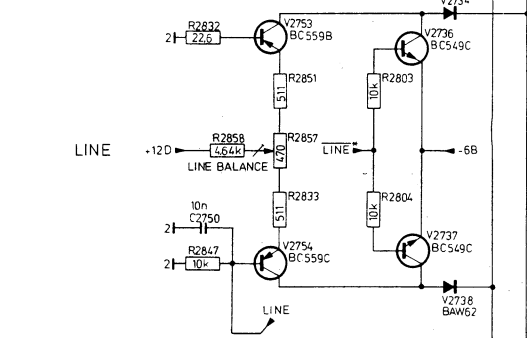 V2734
R2832
2
22,6
V2753
BC559B
V2736
BC549C
R2851
511
R2803
10k
LINE
+12D
R2858
4,64k
LINE BALANCE
R2857
470
LINE*
-6B
R2833
511
R2804
10k
10n
C2750
2
R2847
2
10k
V2754
BC559C
V2737
BC549C
LINE
V2738
BAW62